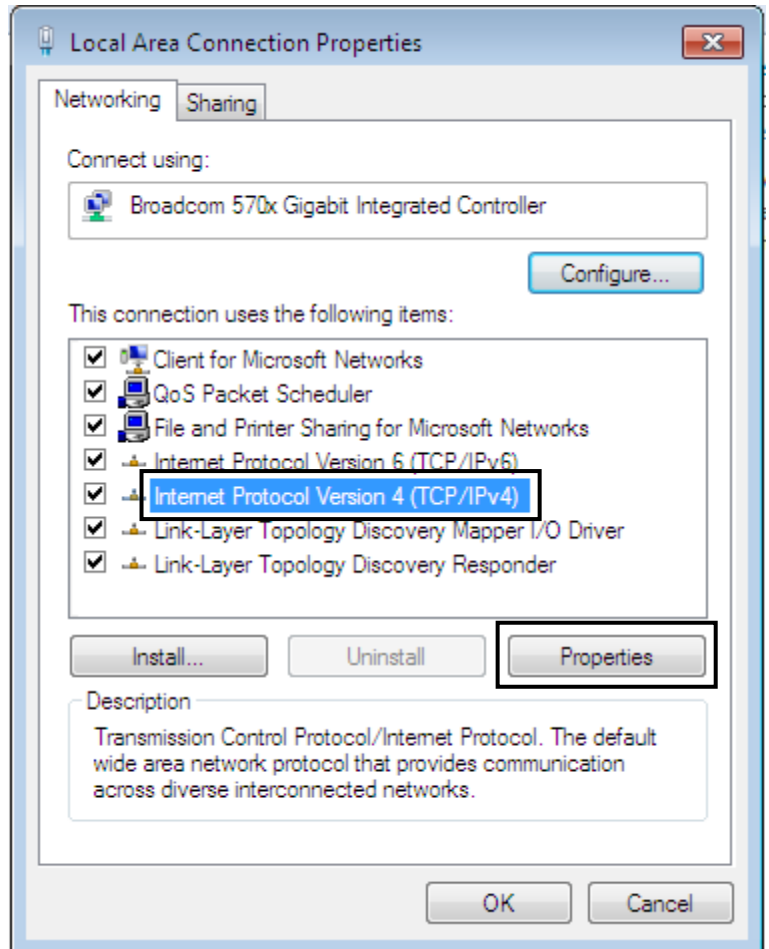 Local Area Connection Properties
Networking
Sharing
Connect using:
Broadcom 570x Gigabit Integrated Controller
Configure...
This connection uses the following items:
Client for Microsoft Networks
QoS Packet Scheduler
File and Printer Sharing for Microsoft Networks
Internet Protocol Version 6 (TCP/IPv6)
Internet Protocol Version 4 (TCP/IPv4)
Link-Layer Topology Discovery Mapper I/O Driver
Link-Layer Topology Discovery Responder
Install...
Uninstall
Properties
Description
Transmission Control Protocol/Internet Protocol. The default
wide area network protocol that provides communication
across diverse interconnected networks.
OK
Cancel